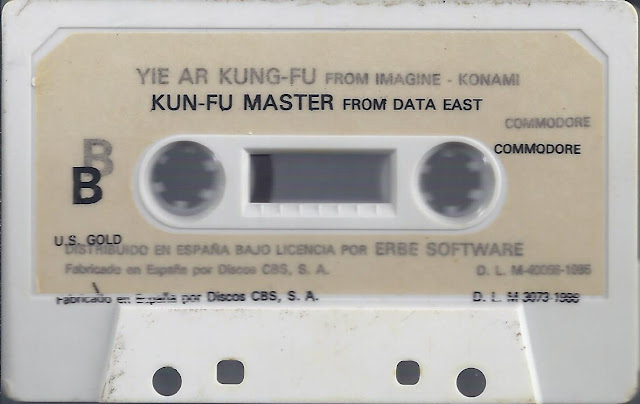 YIE AR KUNG-FU FROM IMAGINE - KONAMI
KUN-FU MASTER FROM DATA EAST
COMMODORE
COMMODORE
B
B
U.S. GOLD
DISTRIBUIDO EN ESPAÑA BAJO LICENCIA POR ERBE SOFTWARE
Fabricado en España por Discos CBS, S. A. D. L. M-40056-1986
Fabricado en España por Discos CBS, S. A. D. L. M 3073-1986